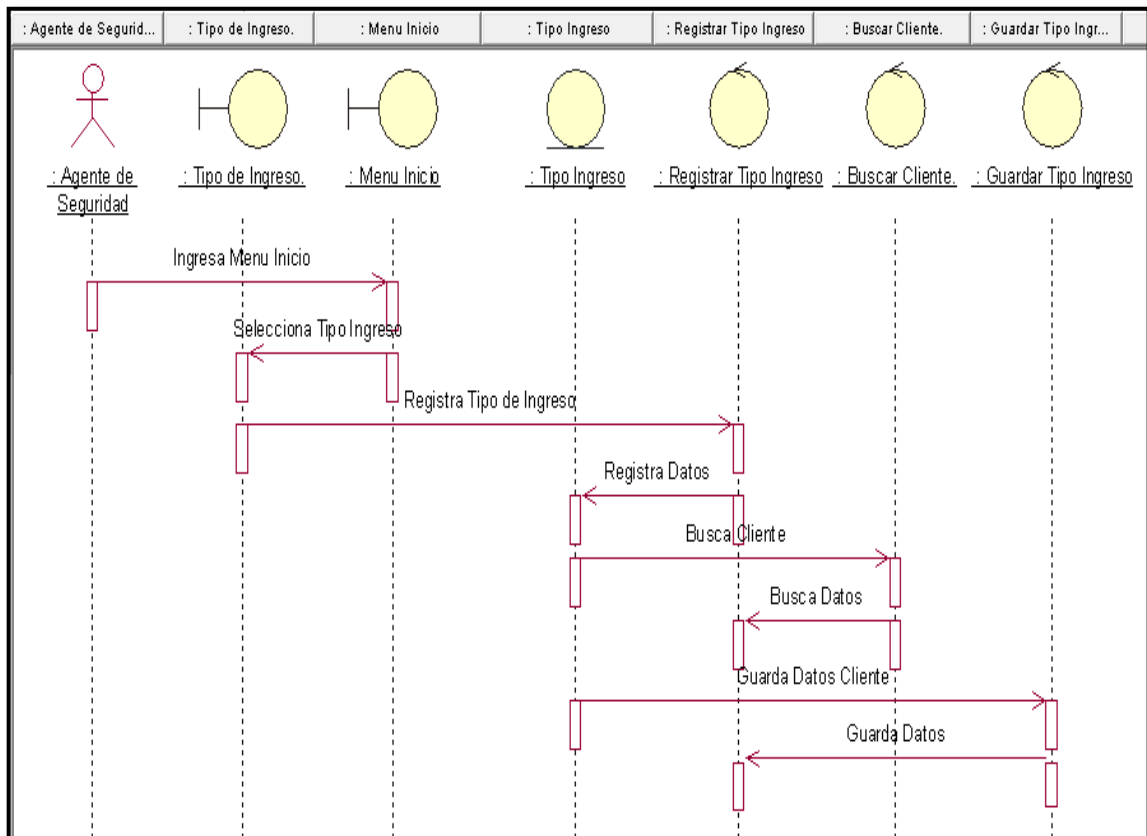 : Agente de Segurid...
: Tipo de Ingreso.
: Menu Inicio
: Tipo Ingreso
: Registrar Tipo Ingreso
: Buscar Cliente.
: Guardar Tipo Ingr...
: Agente de
Seguridad
: Tipo de Ingreso.
: Menu Inicio
: Tipo Ingreso
: Registrar Tipo Ingreso
: Buscar Cliente.
: Guardar Tipo Ingreso
Ingresa Menu Inicio
Selecciona Tipo Ingreso
Registra Tipo de Ingreso
Registra Datos
Busca Cliente
Busca Datos
Guarda Datos Cliente
Guarda Datos